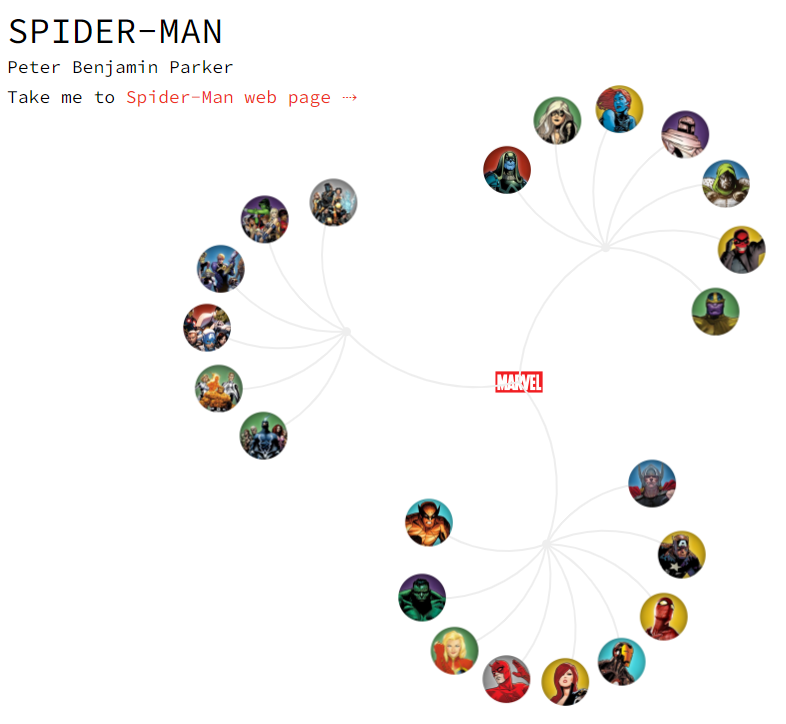 SPIDER-MAN
Peter Benjamin Parker
Take me to Spider-Man web page ⤏
MARVEL